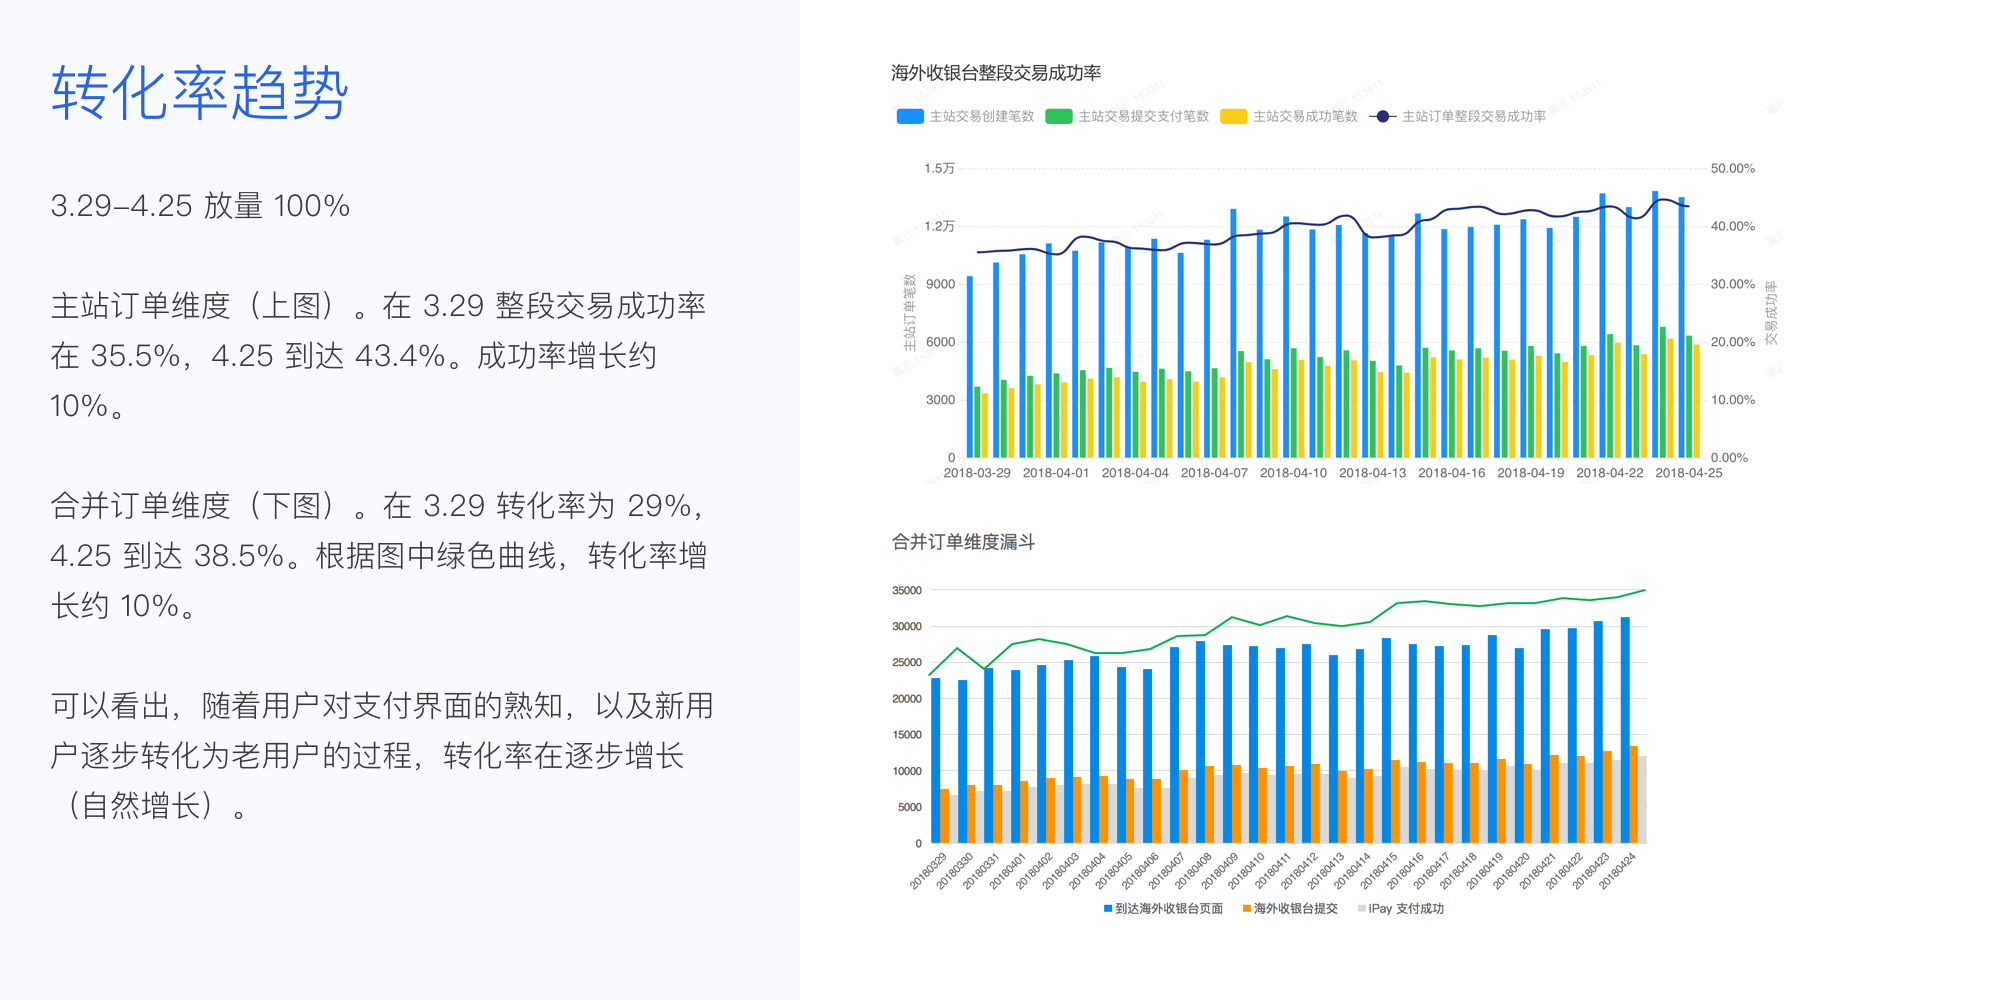 转化率趋势
3.29–4.25 放量 100%
主站订单维度（上图）。在 3.29 整段交易成功率
在 35.5%，4.25 到达 43.4%。成功率增长约
10%。
合并订单维度（下图）。在 3.29 转化率为 29%，
4.25 到达 38.5%。根据图中绿色曲线，转化率增
长约 10%。
可以看出，随着用户对支付界面的熟知，以及新用
户逐步转化为老用户的过程，转化率在逐步增长
（自然增长）。
海外收银台整段交易成功率
主站交易创建笔数 主站交易提交支付笔数 主站交易成功笔数 主站订单整段交易成功率
1.5万 50.00%
1.2万 40.00%
9000 30.00%
主站订单笔数 交易成功率
6000 20.00%
3000 10.00%
0 0.00%
2018-03-29 2018-04-01 2018-04-04 2018-04-07 2018-04-10 2018-04-13 2018-04-16 2018-04-19 2018-04-22 2018-04-25
合并订单维度漏斗
35000
30000
25000
20000
15000
10000
5000
0
20180329 20180330 20180331 20180401 20180402 20180403 20180404 20180405 20180406 20180407 20180408 20180409 20180410 20180411 20180412 20180413 20180414 20180415 20180416 20180417 20180418 20180419 20180420 20180421 20180422 20180423 20180424
到达海外收银台页面 海外收银台提交 iPay 支付成功